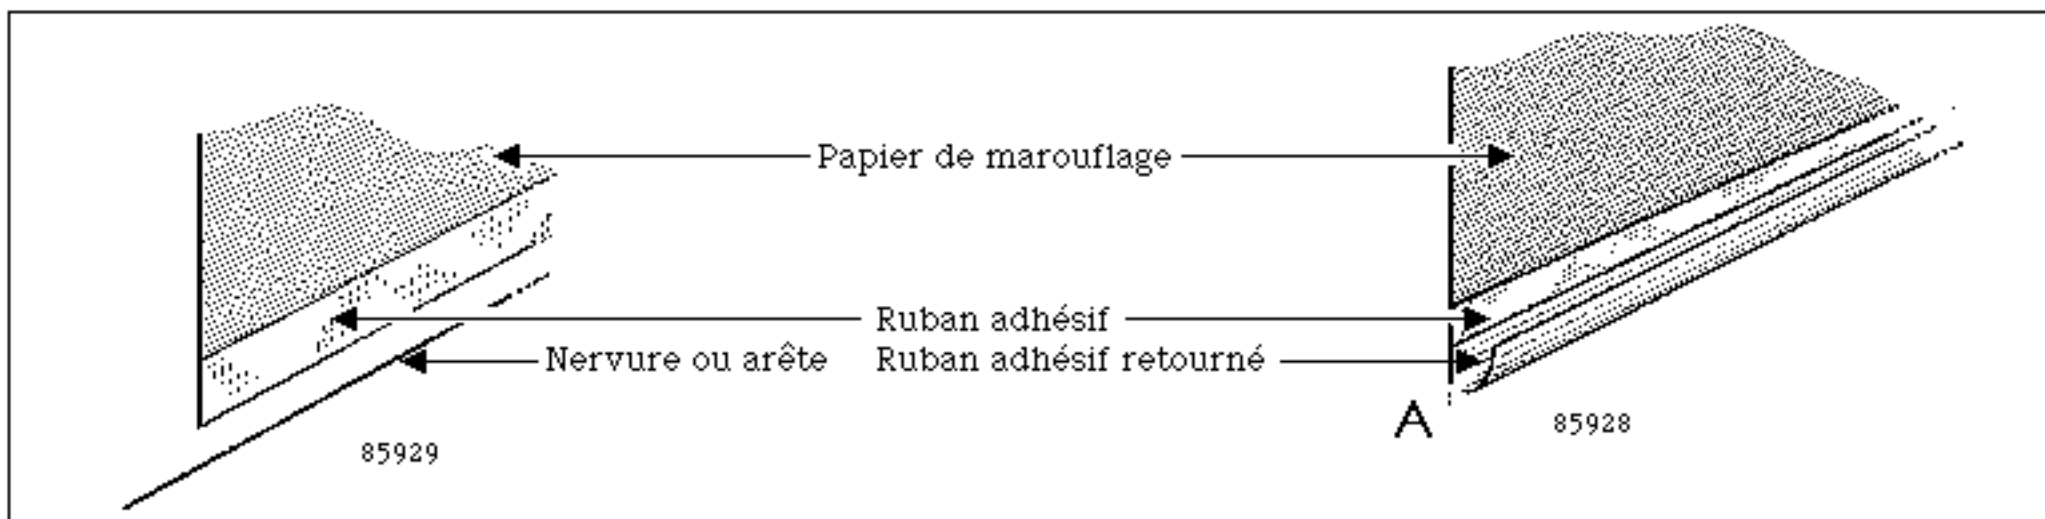 Papier de marouflage
Ruban adhésif
Nervure ou arête
Ruban adhésif retourné
A
85928
85929